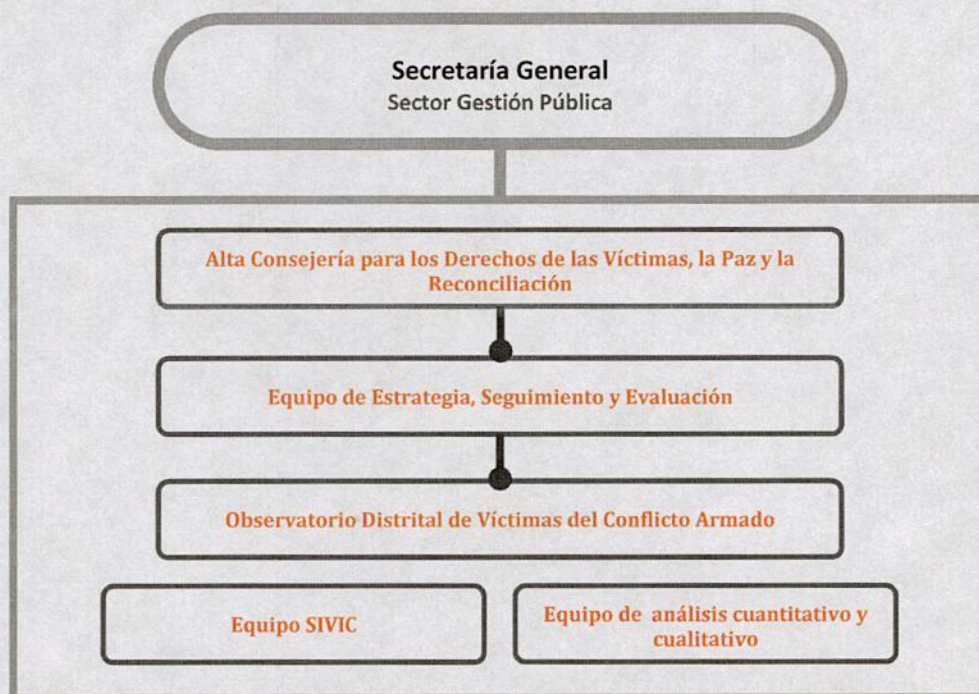 Secretaría General
Sector Gestión Pública
Alta Consejería para los Derechos de las Víctimas, la Paz y la
Reconciliación
Equipo de Estrategia, Seguimiento y Evaluación
Observatorio Distrital de Víctimas del Conflicto Armado
Equipo SIVIC
Equipo de análisis cuantitativo y
cualitativo